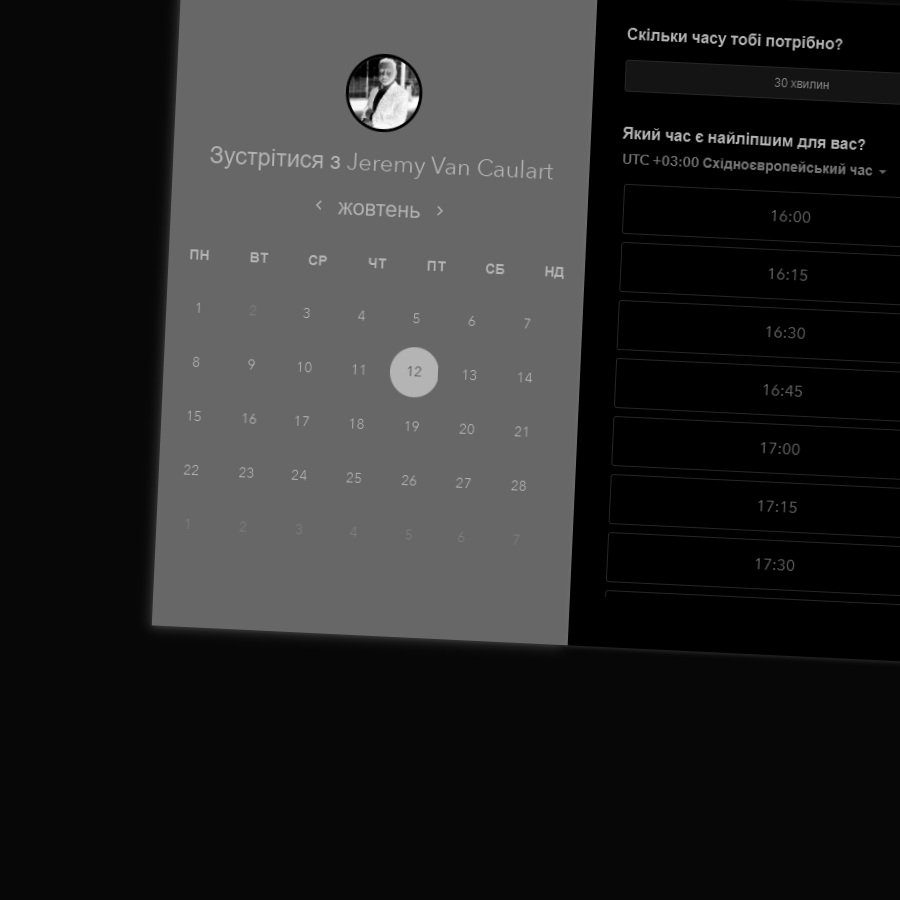 Зустрітися з Jeremy Van Caulart
жовтень
ПН ВТ СР ЧТ ПТ СБ НД
1 2 3 4 5 6 7
8 9 10 11 12 13 14
15 16 17 18 19 20 21
22 23 24 25 26 27 28
1 2 3 4 5 6 7
Скільки часу тобі потрібно?
30 хвилин
Який час є найліпшим для вас?
UTC +03:00 Східноєвропейський час
16:00
16:15
16:30
16:45
17:00
17:15
17:30